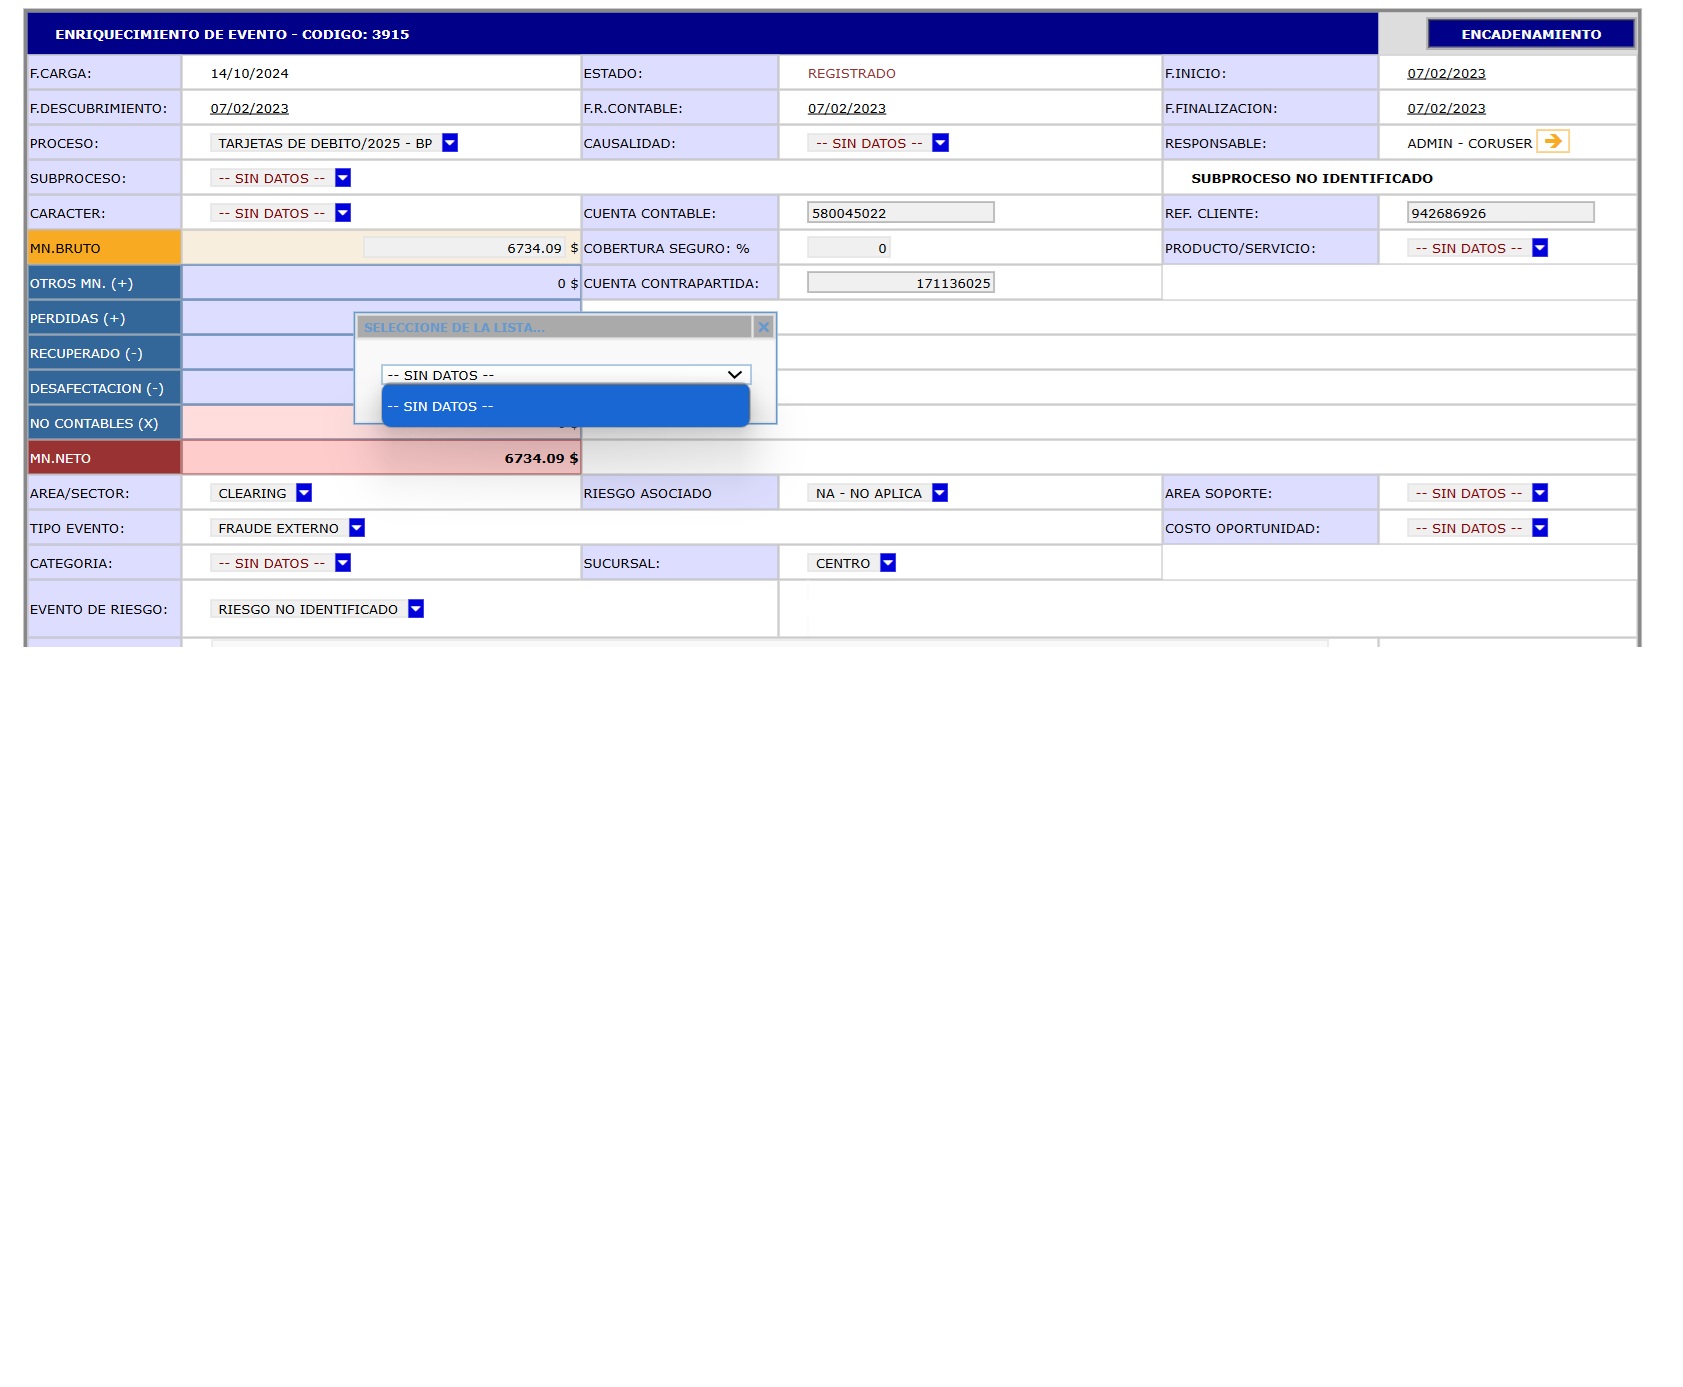 ENRIQUECIMIENTO DE EVENTO - CODIGO: 3915 ENCADENAMIENTO
F.CARGA: 14/10/2024 ESTADO: REGISTRADO F.INICIO: 07/02/2023
F.DESCUBRIMIENTO: 07/02/2023 F.R.CONTABLE: 07/02/2023 F.FINALIZACION: 07/02/2023
PROCESO: TARJETAS DE DEBITO/2025 - BP CAUSALIDAD: -- SIN DATOS -- RESPONSABLE: ADMIN - CORUSER
SUBPROCESO: -- SIN DATOS -- SUBPROCESO NO IDENTIFICADO
CARACTER: -- SIN DATOS -- CUENTA CONTABLE: 580045022 REF. CLIENTE: 942686926
MN.BRUTO 6734.09 $ COBERTURA SEGURO: % 0 PRODUCTO/SERVICIO: -- SIN DATOS --
OTROS MN. (+) 0 $ CUENTA CONTRAPARTIDA: 171136025
PERDIDAS (+)
SELECCIONE DE LA LISTA...
RECUPERADO (-)
-- SIN DATOS --
DESAFECTACION (-)
-- SIN DATOS --
NO CONTABLES (X)
MN.NETO 6734.09 $
AREA/SECTOR: CLEARING RIESGO ASOCIADO NA - NO APLICA AREA SOPORTE: -- SIN DATOS --
TIPO EVENTO: FRAUDE EXTERNO COSTO OPORTUNIDAD: -- SIN DATOS --
CATEGORIA: -- SIN DATOS -- SUCURSAL: CENTRO
EVENTO DE RIESGO: RIESGO NO IDENTIFICADO